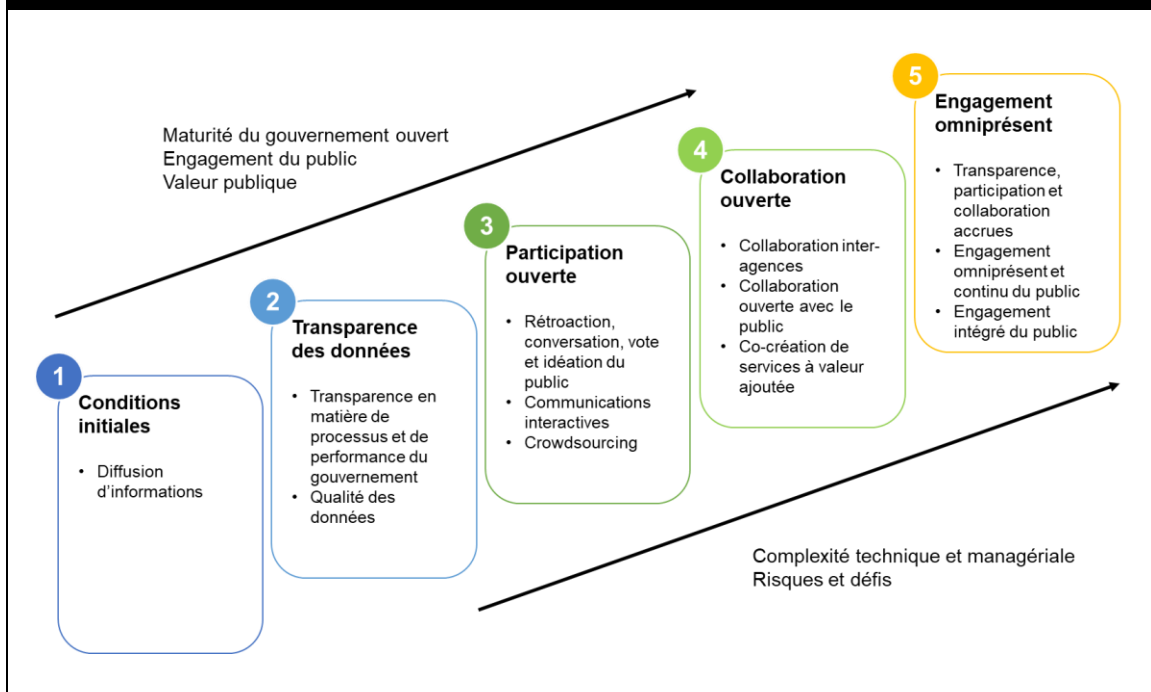 Maturité du gouvernement ouvert
Engagement du public
Valeur publique
1
Conditions
initiales
• Diffusion
d’informations
2
Transparence
des données
• Transparence en
matière de
processus et de
performance du
gouvernement
• Qualité des
données
3
Participation
ouverte
• Rétroaction,
conversation, vote
et idéation du
public
• Communications
interactives
• Crowdsourcing
4
Collaboration
ouverte
• Collaboration inter-
agences
• Collaboration
ouverte avec le
public
• Co-création de
services à valeur
ajoutée
5
Engagement
omniprésent
• Transparence,
participation et
collaboration
accrues
• Engagement
omniprésent et
continu du public
• Engagement
intégré du public
Complexité technique et managériale
Risques et défis